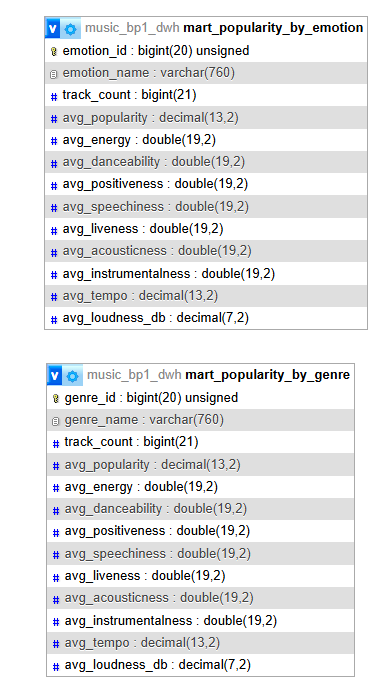 v music_bp1_dwh mart_popularity_by_emotion
emotion_id : bigint(20) unsigned
emotion_name : varchar(760)
# track_count : bigint(21)
# avg_popularity : decimal(13,2)
# avg_energy : double(19,2)
# avg_danceability : double(19,2)
# avg_positiveness : double(19,2)
# avg_speechiness : double(19,2)
# avg_liveness : double(19,2)
# avg_acousticness : double(19,2)
# avg_instrumentalness : double(19,2)
# avg_tempo : decimal(13,2)
# avg_loudness_db : decimal(7,2)
v music_bp1_dwh mart_popularity_by_genre
genre_id : bigint(20) unsigned
genre_name : varchar(760)
# track_count : bigint(21)
# avg_popularity : decimal(13,2)
# avg_energy : double(19,2)
# avg_danceability : double(19,2)
# avg_positiveness : double(19,2)
# avg_speechiness : double(19,2)
# avg_liveness : double(19,2)
# avg_acousticness : double(19,2)
# avg_instrumentalness : double(19,2)
# avg_tempo : decimal(13,2)
# avg_loudness_db : decimal(7,2)